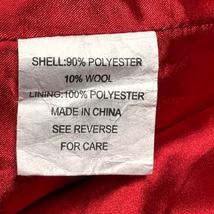 SHELL:90% POLYESTER
10% WOOL
LINING:100% POLYESTER
MADE IN CHINA
SEE REVERSE
FOR CARE